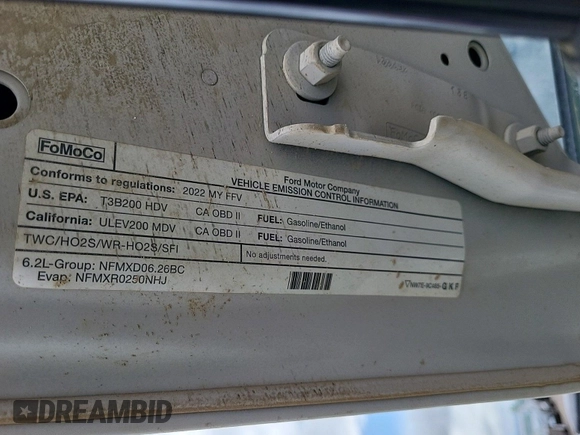 FoMoCo
Ford Motor Company
VEHICLE EMISSION CONTROL INFORMATION
Conforms to regulations: 2022 MY FFV
U.S. EPA: T3B200 HDV CA OBD II FUEL: Gasoline/Ethanol
California: ULEV200 MDV CA OBD II FUEL: Gasoline/Ethanol
TWC/HO2S/WR-HO2S/SFI No adjustments needed.
6.2L-Group: NFMXD06.26BC
Evap: NFMXR0250NHJ
GKF
FoMoCo
DREAMBID